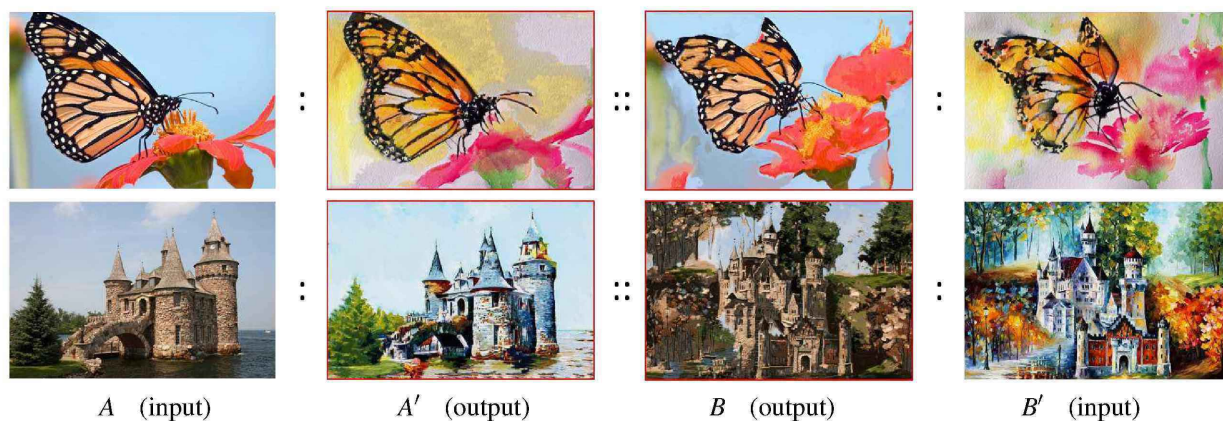 : :: :
: :: :
A (input) A′ (output) B (output) B′ (input)